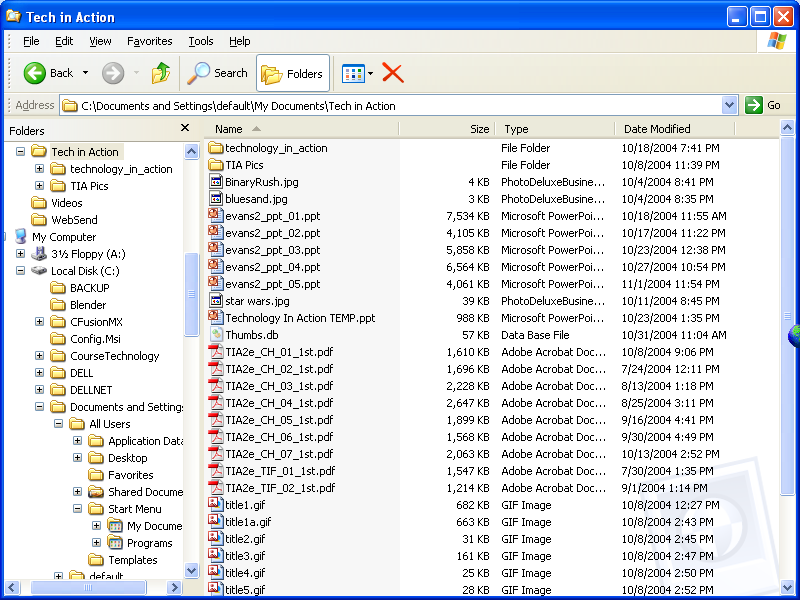 Tech in Action
File Edit View Favorites Tools Help
Back Search Folders
Address C:\Documents and Settings\default\My Documents\Tech in Action Go
Folders
Tech in Action
technology_in_action
TIA Pics
Videos
WebSend
My Computer
3½ Floppy (A:)
Local Disk (C:)
BACKUP
Blender
CFusionMX
Config.Msi
CourseTechnology
DELL
DELLNET
Documents and Settings
All Users
Application Data
Desktop
Favorites
Shared Docume
Start Menu
My Docume
Programs
Templates
default
Name Size Type Date Modified
technology_in_action File Folder 10/18/2004 7:41 PM
TIA Pics File Folder 10/8/2004 11:39 PM
BinaryRush.jpg 4 KB PhotoDeluxeBusine... 10/4/2004 8:41 PM
bluesand.jpg 3 KB PhotoDeluxeBusine... 10/4/2004 8:35 PM
evans2_ppt_01.ppt 7,534 KB Microsoft PowerPoi... 10/18/2004 11:55 AM
evans2_ppt_02.ppt 4,105 KB Microsoft PowerPoi... 10/17/2004 11:22 PM
evans2_ppt_03.ppt 5,858 KB Microsoft PowerPoi... 10/23/2004 12:38 PM
evans2_ppt_04.ppt 6,564 KB Microsoft PowerPoi... 10/27/2004 10:54 PM
evans2_ppt_05.ppt 4,061 KB Microsoft PowerPoi... 11/1/2004 11:54 PM
star wars.jpg 39 KB PhotoDeluxeBusine... 10/11/2004 8:45 PM
Technology In Action TEMP.ppt 988 KB Microsoft PowerPoi... 10/23/2004 1:35 PM
Thumbs.db 57 KB Data Base File 10/31/2004 11:04 AM
TIA2e_CH_01_1st.pdf 1,610 KB Adobe Acrobat Doc... 10/8/2004 9:06 PM
TIA2e_CH_02_1st.pdf 1,696 KB Adobe Acrobat Doc... 7/24/2004 12:11 PM
TIA2e_CH_03_1st.pdf 2,228 KB Adobe Acrobat Doc... 8/13/2004 1:18 PM
TIA2e_CH_04_1st.pdf 2,647 KB Adobe Acrobat Doc... 8/25/2004 3:11 PM
TIA2e_CH_05_1st.pdf 1,899 KB Adobe Acrobat Doc... 9/16/2004 4:41 PM
TIA2e_CH_06_1st.pdf 1,568 KB Adobe Acrobat Doc... 9/30/2004 4:49 PM
TIA2e_CH_07_1st.pdf 2,063 KB Adobe Acrobat Doc... 10/13/2004 2:52 PM
TIA2e_TIF_01_1st.pdf 1,547 KB Adobe Acrobat Doc... 7/30/2004 1:35 PM
TIA2e_TIF_02_1st.pdf 1,214 KB Adobe Acrobat Doc... 9/1/2004 1:14 PM
title1.gif 682 KB GIF Image 10/8/2004 12:27 PM
title1a.gif 663 KB GIF Image 10/8/2004 2:43 PM
title2.gif 31 KB GIF Image 10/8/2004 2:45 PM
title3.gif 161 KB GIF Image 10/8/2004 2:47 PM
title4.gif 25 KB GIF Image 10/8/2004 2:50 PM
title5.gif 28 KB GIF Image 10/8/2004 2:52 PM